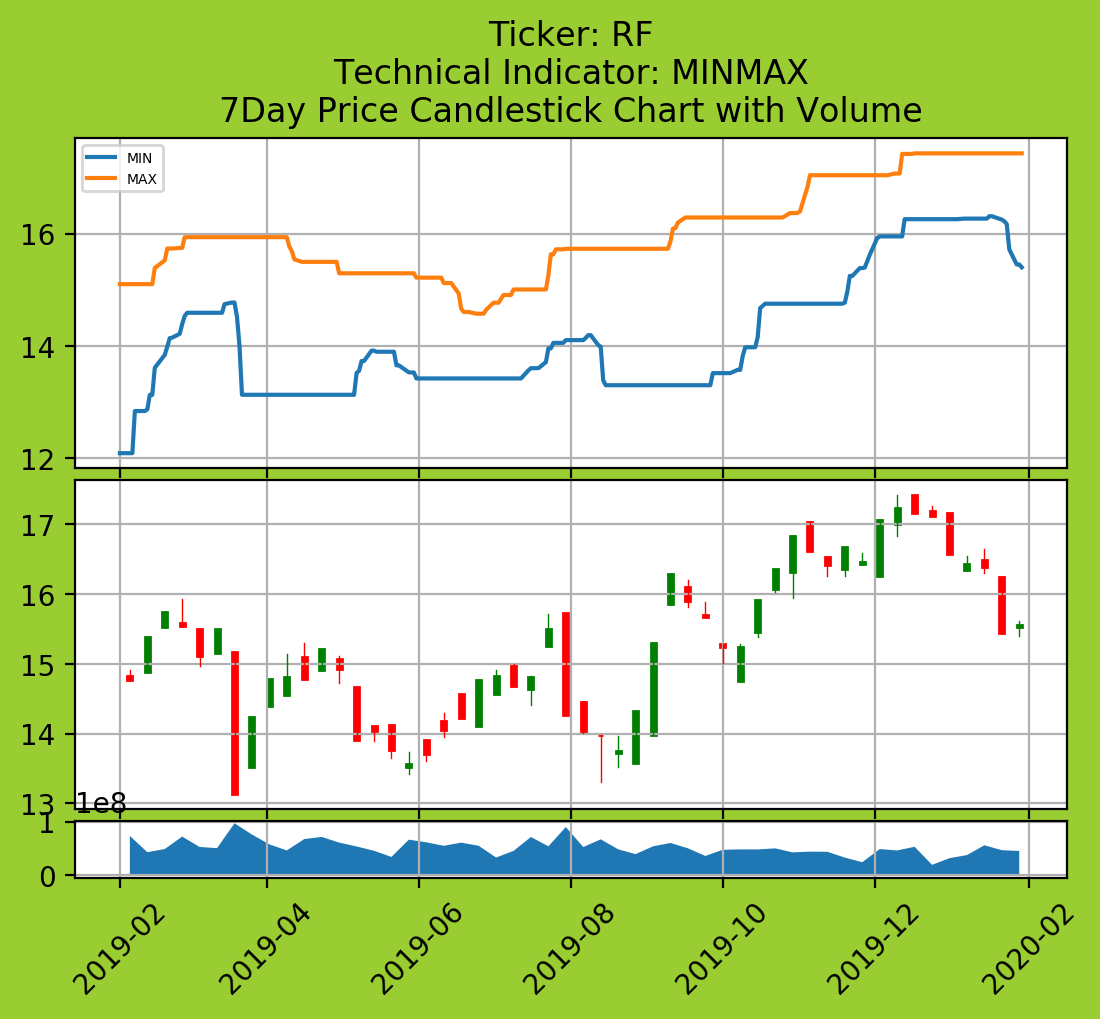 Ticker: RF
Technical Indicator: MINMAX
7Day Price Candlestick Chart with Volume
MIN
MAX
16
14
12
17
16
15
14
13
1e8
1
0
2019-02
2019-04
2019-06
2019-08
2019-10
2019-12
2020-02